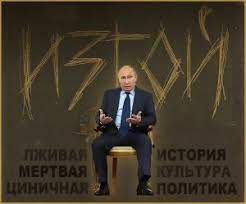 ИЗГОЙ
ЛЖИВАЯ ИСТОРИЯ
МЕРТВАЯ КУЛЬТУРА
ЦИНИЧНАЯ ПОЛИТИКА